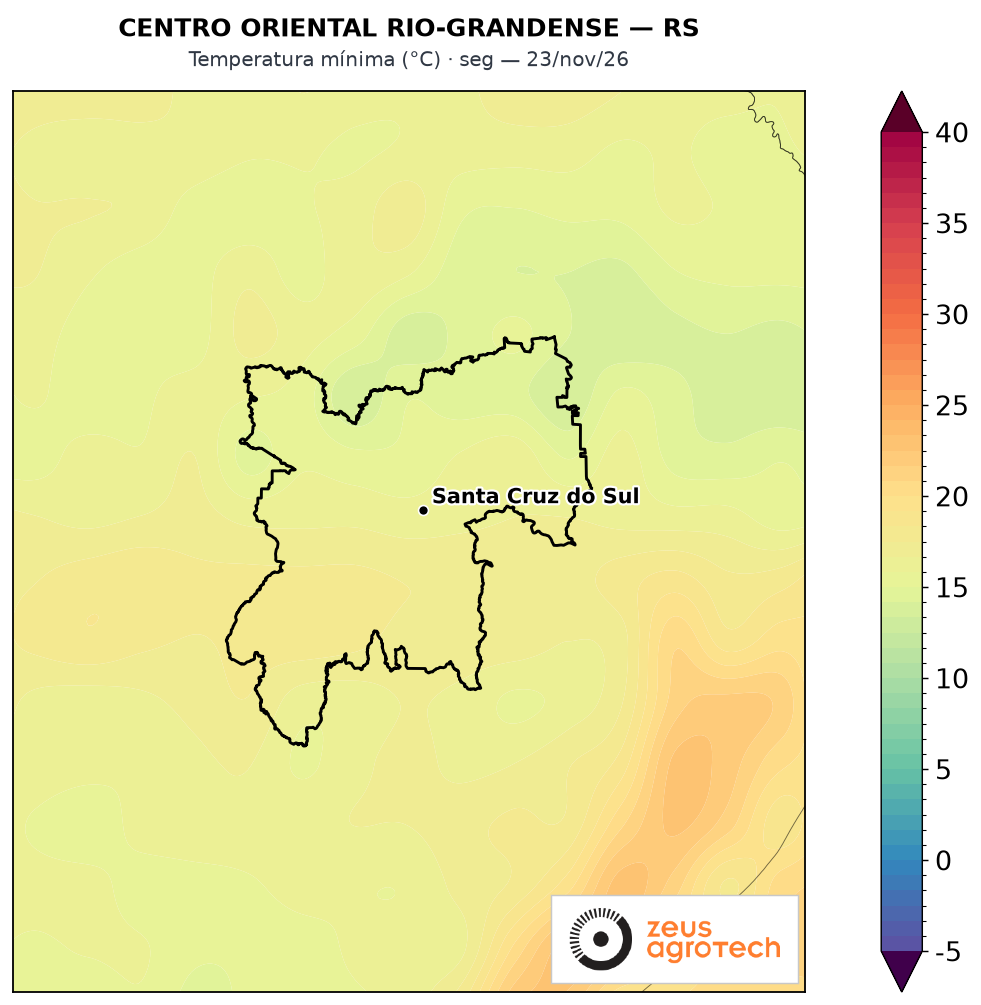 CENTRO ORIENTAL RIO-GRANDENSE — RS
Temperatura mínima (°C) · seg — 23/nov/26
40
35
30
25
20
15
10
5
0
-5
Santa Cruz do Sul
zeus
agrotech